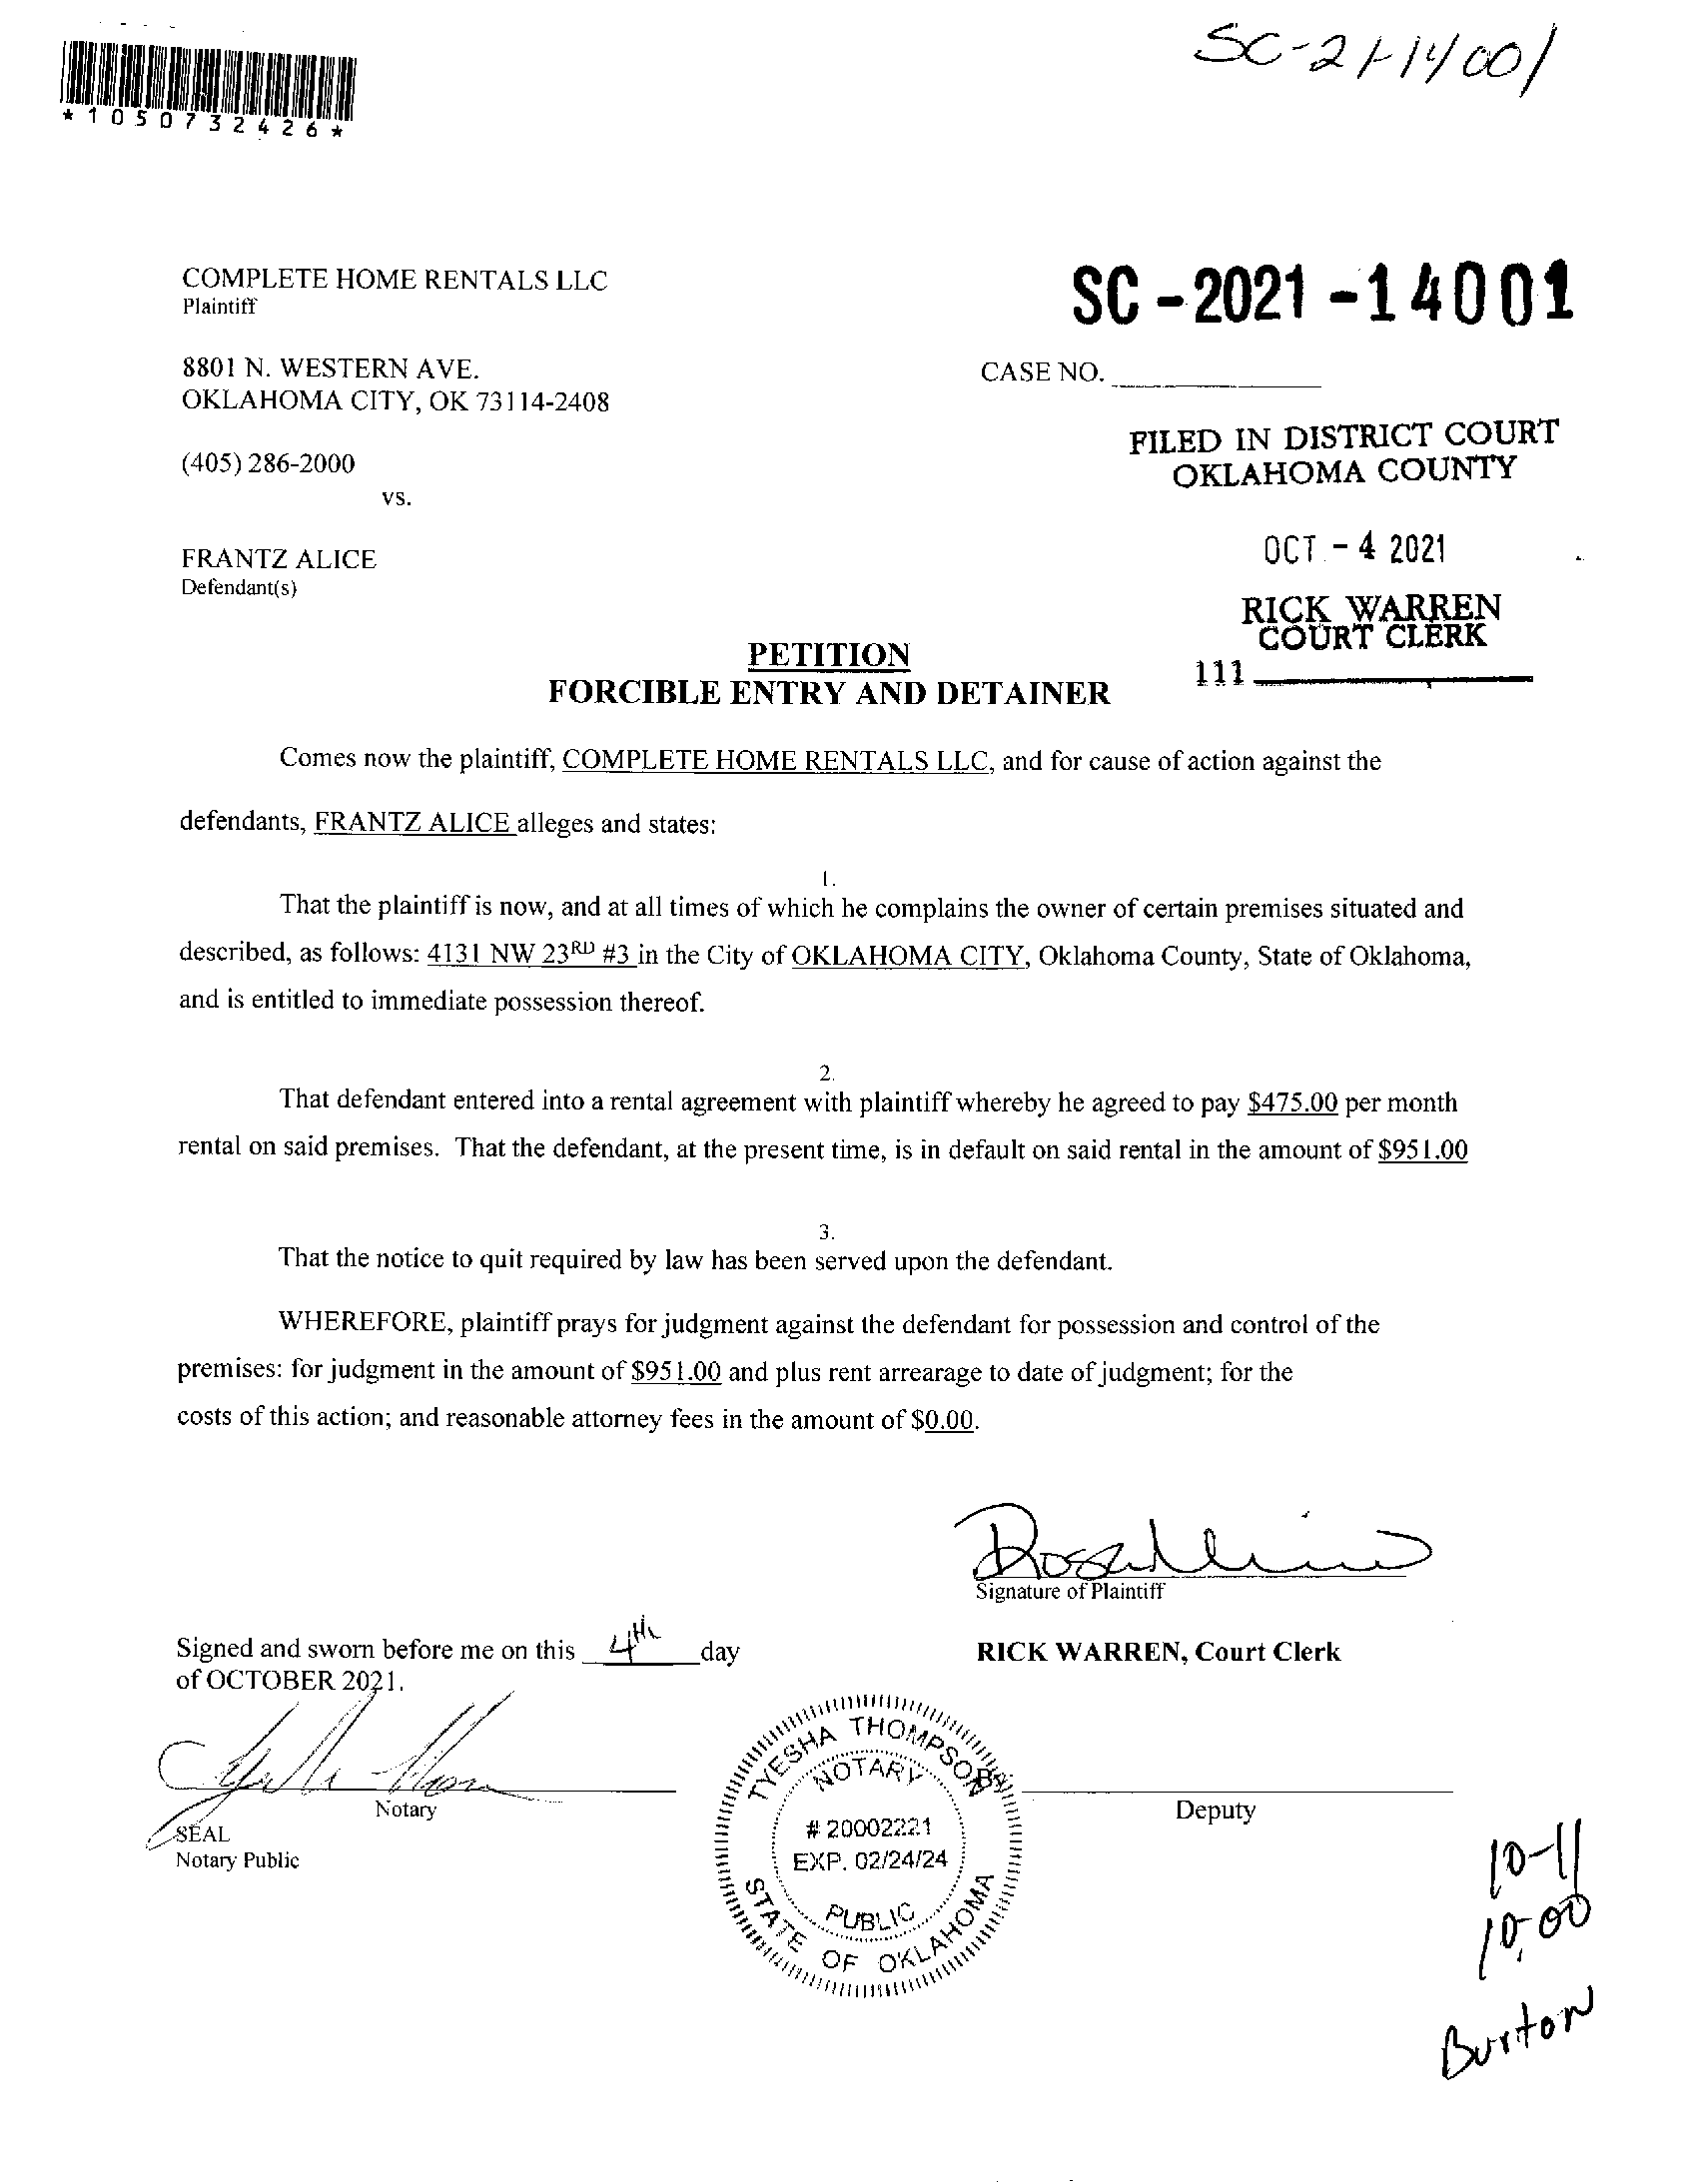 SC-21-14001
*1050732426*
COMPLETE HOME RENTALS LLC
Plaintiff
SC-2021-14001
8801 N. WESTERN AVE.
OKLAHOMA CITY, OK 73114-2408
CASE NO.
(405) 286-2000
vs.
FILED IN DISTRICT COURT
OKLAHOMA COUNTY
OCT - 4 2021
FRANTZ ALICE
Defendant(s)
RICK WARREN
COURT CLERK
111
PETITION
FORCIBLE ENTRY AND DETAINER
Comes now the plaintiff, COMPLETE HOME RENTALS LLC, and for cause of action against the
defendants, FRANTZ ALICE alleges and states:
1.
That the plaintiff is now, and at all times of which he complains the owner of certain premises situated and
described, as follows: 4131 NW 23RD #3 in the City of OKLAHOMA CITY, Oklahoma County, State of Oklahoma,
and is entitled to immediate possession thereof.
2.
That defendant entered into a rental agreement with plaintiff whereby he agreed to pay $475.00 per month
rental on said premises. That the defendant, at the present time, is in default on said rental in the amount of $951.00
3.
That the notice to quit required by law has been served upon the defendant.
WHEREFORE, plaintiff prays for judgment against the defendant for possession and control of the
premises: for judgment in the amount of $951.00 and plus rent arrearage to date of judgment; for the
costs of this action; and reasonable attorney fees in the amount of $0.00.
Signature of Plaintiff
Signed and sworn before me on this 4th day
of OCTOBER 2021.
RICK WARREN, Court Clerk
Notary
SEAL
Notary Public
TYESHA THOMPSON
NOTARY
# 20002221
EXP. 02/24/24
PUBLIC
STATE OF OKLAHOMA
By
Deputy
10-11
10:00
Burton